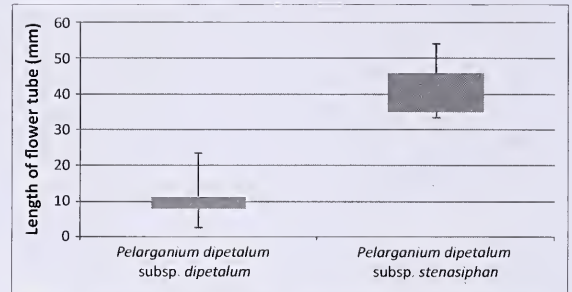 Length of flower tube (mm)
60
50
40
30
20
10
0
Pelarganium dipetalum
subsp. dipetalum
Pelarganium dipetalum
subsp. stenasiphan